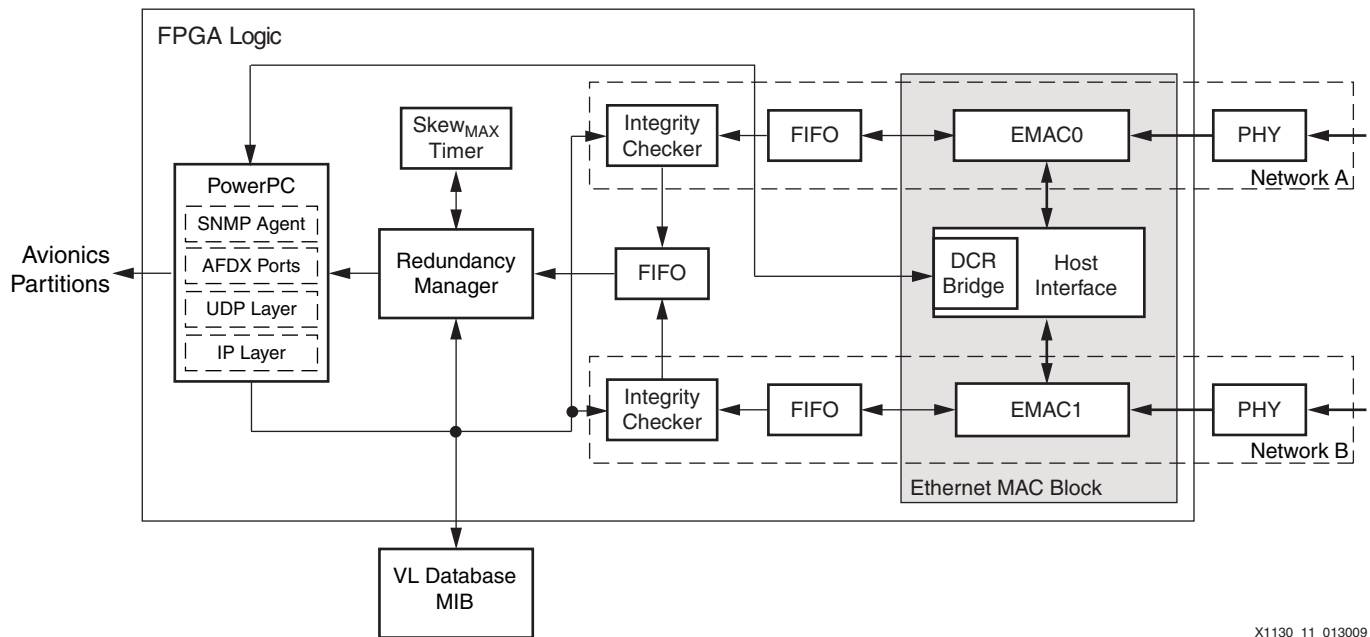 FPGA Logic
Skew MAX
Timer
Integrity
Checker
FIFO
EMAC0
PHY
Network A
PowerPC
SNMP Agent
AFDX Ports
UDP Layer
IP Layer
Avionics
Partitions
Redundancy
Manager
FIFO
DCR
Bridge
Host
Interface
Integrity
Checker
FIFO
EMAC1
PHY
Network B
Ethernet MAC Block
VL Database
MIB
X1130_11_013009